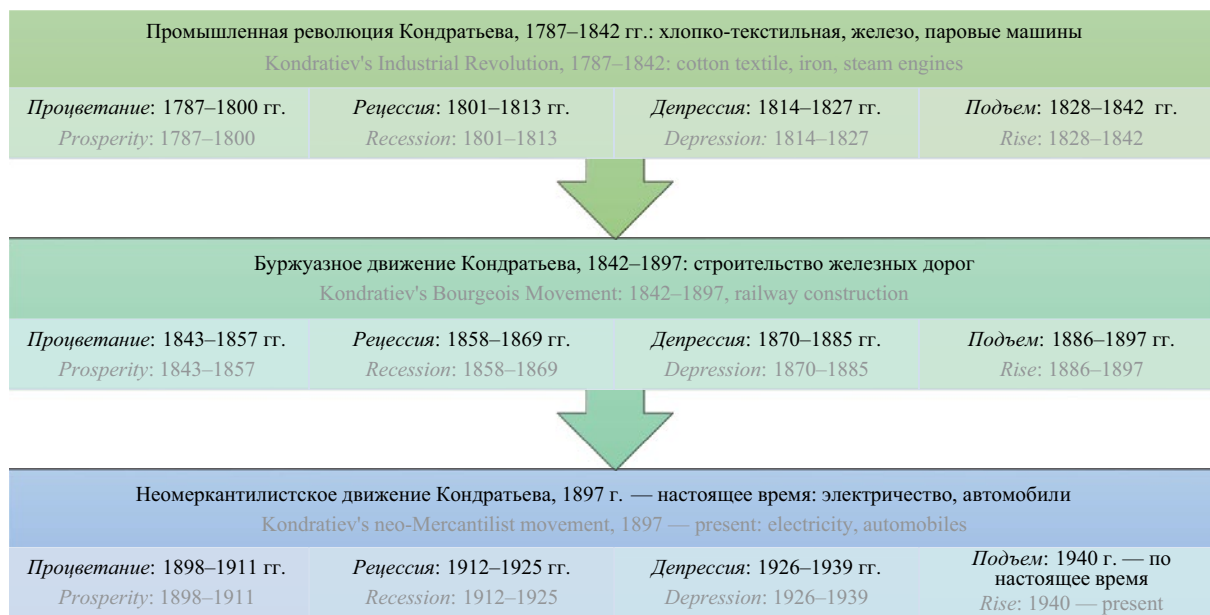 Промышленная революция Кондратьева, 1787–1842 гг.: хлопко-текстильная, железо, паровые машины
Kondratiev's Industrial Revolution, 1787–1842: cotton textile, iron, steam engines
Процветание: 1787–1800 гг.
Prosperity: 1787–1800
Рецессия: 1801–1813 гг.
Recession: 1801–1813
Депрессия: 1814–1827 гг.
Depression: 1814–1827
Подъем: 1828–1842 гг.
Rise: 1828–1842
Буржуазное движение Кондратьева, 1842–1897: строительство железных дорог
Kondratiev's Bourgeois Movement: 1842–1897, railway construction
Процветание: 1843–1857 гг.
Prosperity: 1843–1857
Рецессия: 1858–1869 гг.
Recession: 1858–1869
Депрессия: 1870–1885 гг.
Depression: 1870–1885
Подъем: 1886–1897 гг.
Rise: 1886–1897
Неомеркантилистское движение Кондратьева, 1897 г. — настоящее время: электричество, автомобили
Kondratiev's neo-Mercantilist movement, 1897 — present: electricity, automobiles
Процветание: 1898–1911 гг.
Prosperity: 1898–1911
Рецессия: 1912–1925 гг.
Recession: 1912–1925
Депрессия: 1926–1939 гг.
Depression: 1926–1939
Подъем: 1940 г. — по
настоящее время
Rise: 1940 — present